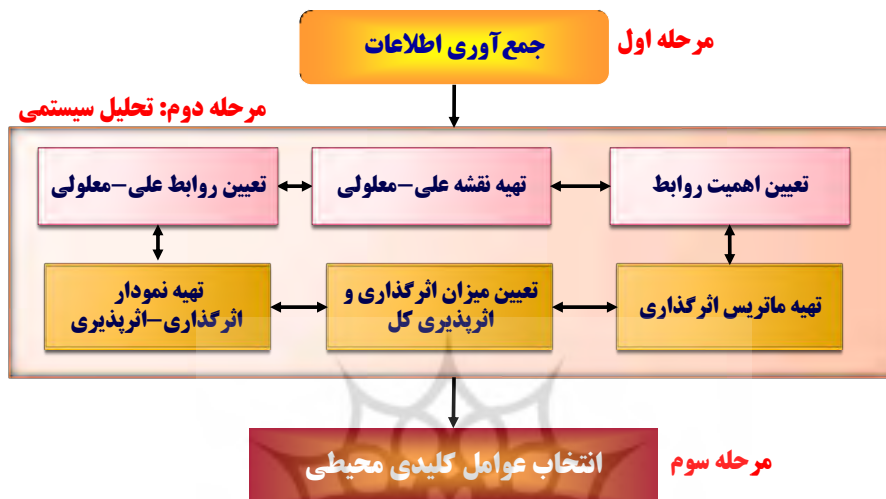 مرحله اول
جمع‌آوری اطلاعات
مرحله دوم: تحلیل سیستمی
تعیین اهمیت روابط
تهیه نقشه علی-معلولی
تعیین روابط علی-معلولی
تهیه ماتریس اثرگذاری
تعیین میزان اثرگذاری و
اثرپذیری کل
تهیه نمودار
اثرگذاری-اثرپذیری
مرحله سوم
انتخاب عوامل کلیدی محیطی